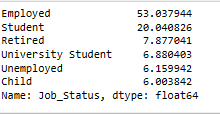 Employed 53.037944
Student 20.040826
Retired 7.877041
University Student 6.880403
Unemployed 6.159942
Child 6.003842
Name: Job_Status, dtype: float64